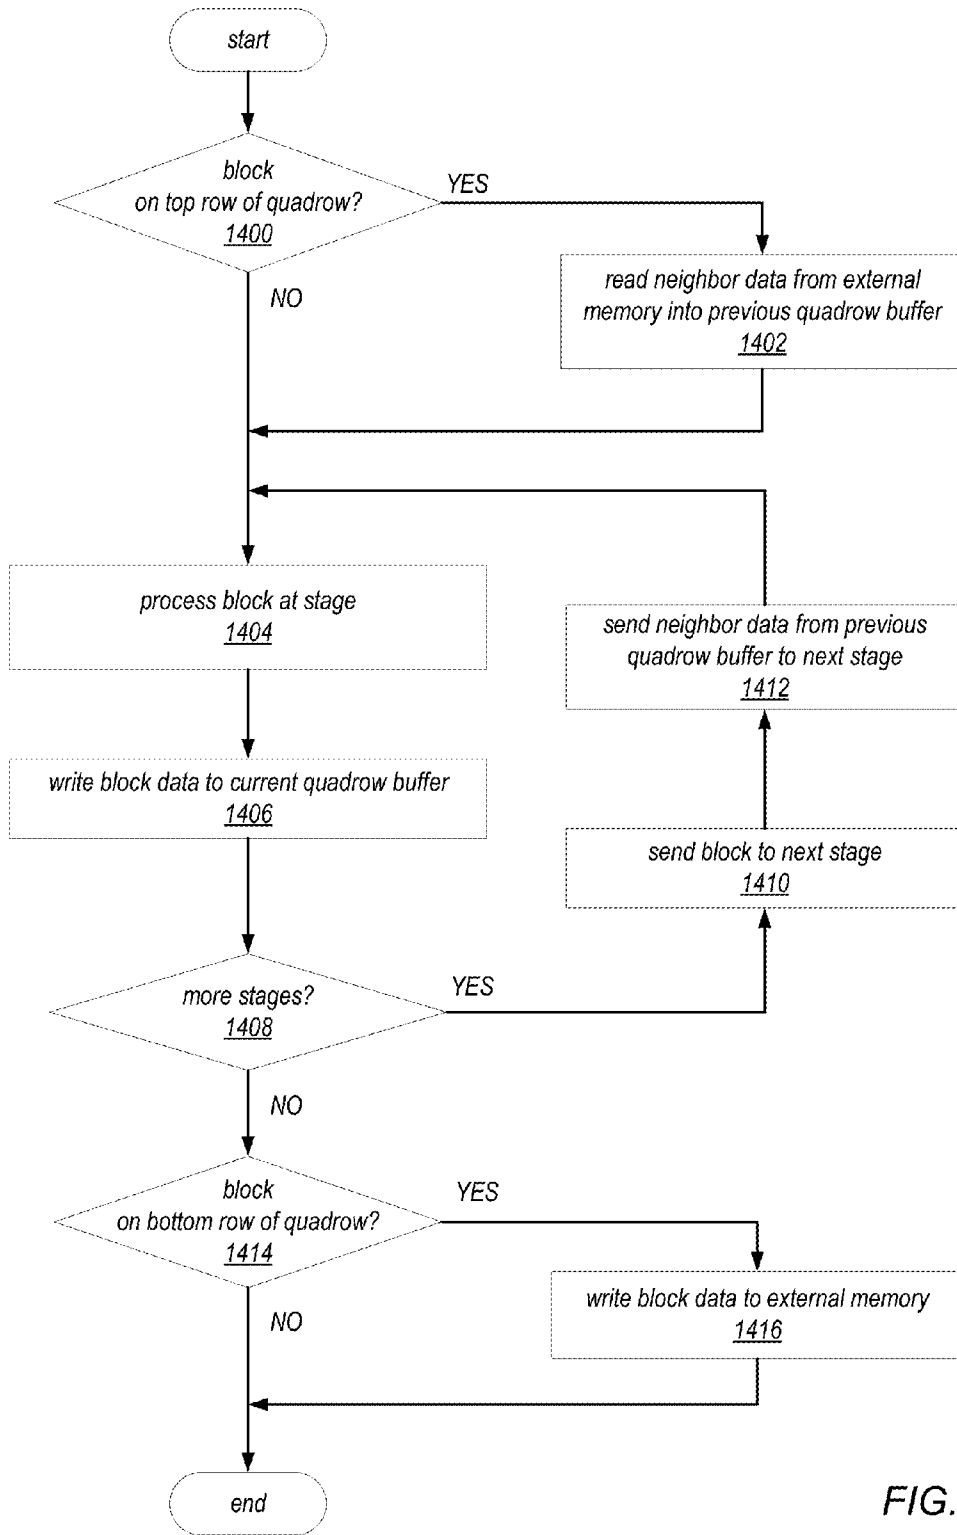 start
block
on top row of quadrow?
1400
YES
NO
read neighbor data from external
memory into previous quadrow buffer
1402
process block at stage
1404
send neighbor data from previous
quadrow buffer to next stage
1412
write block data to current quadrow buffer
1406
send block to next stage
1410
more stages?
1408
YES
NO
block
on bottom row of quadrow?
1414
YES
NO
write block data to external memory
1416
end
FIG.